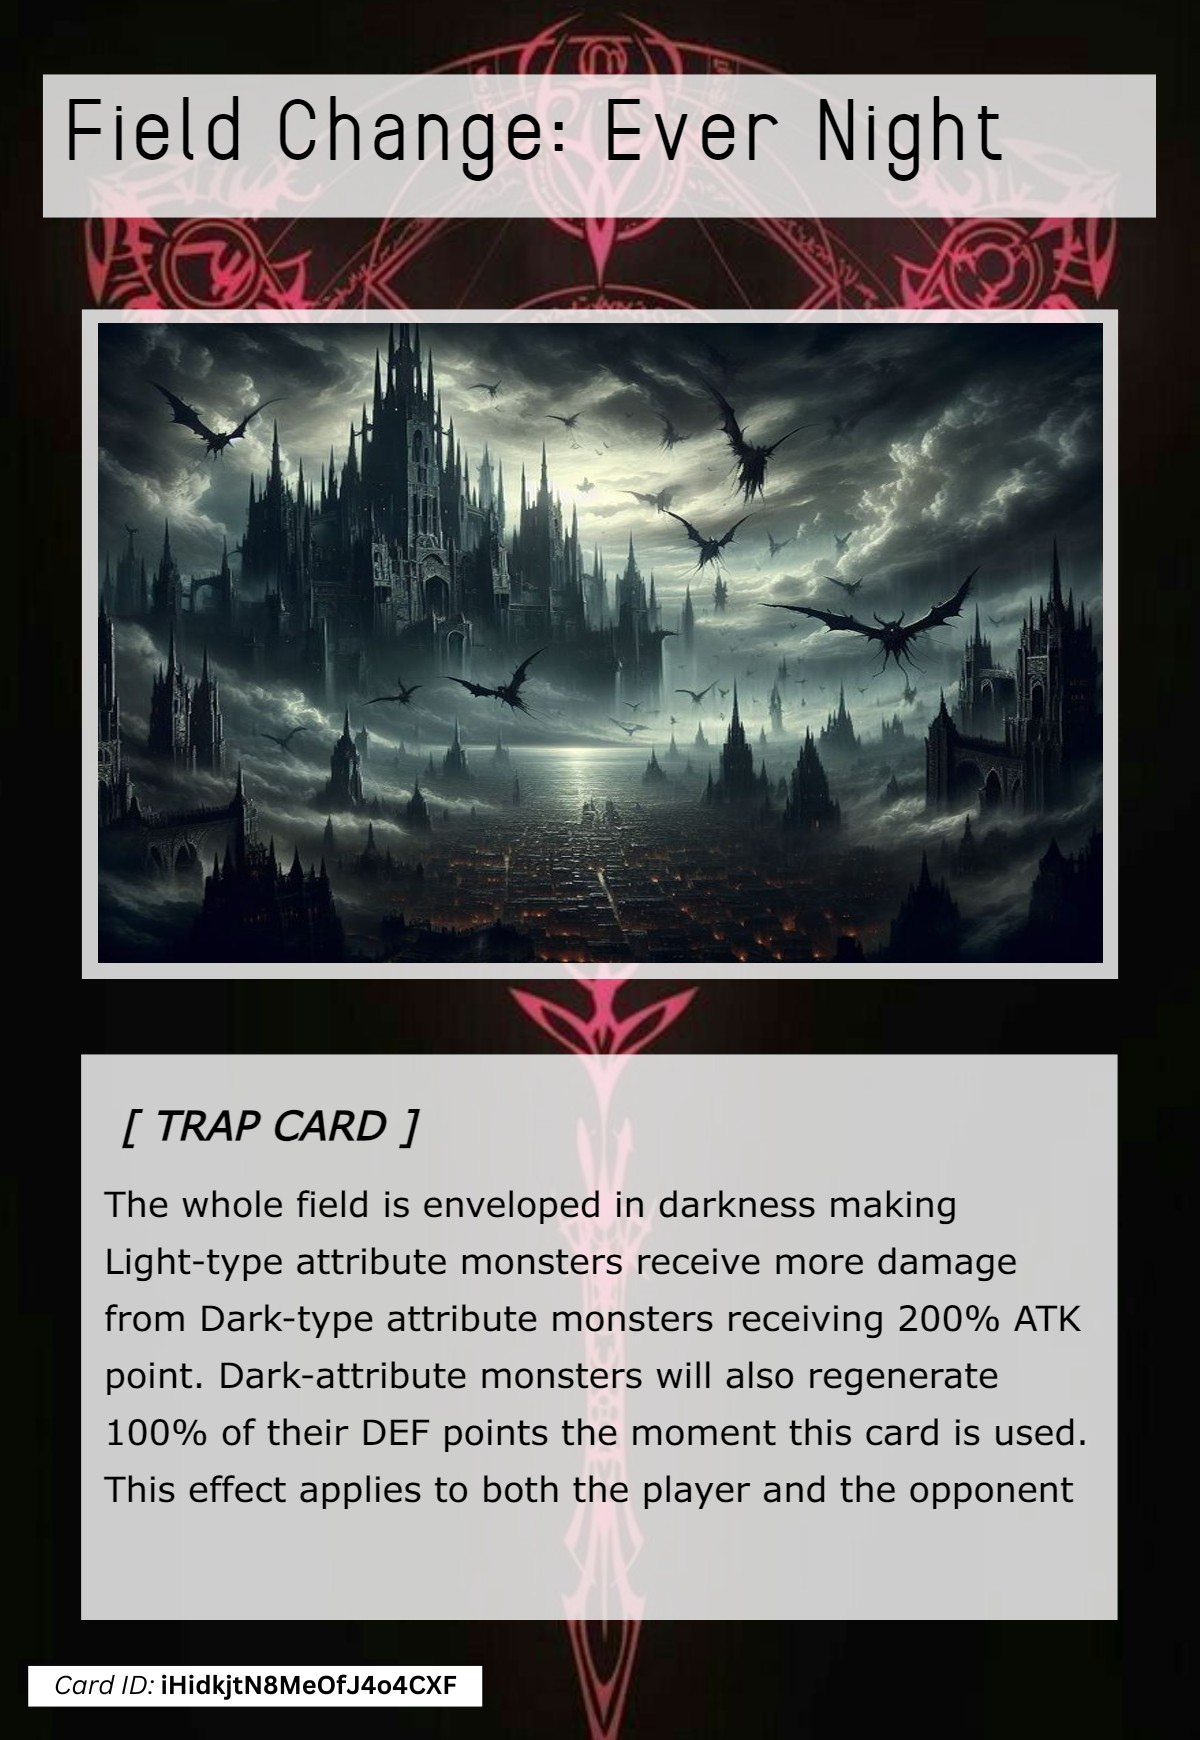 Field Change: Ever Night
[ TRAP CARD ]
The whole field is enveloped in darkness making
Light-type attribute monsters receive more damage
from Dark-type attribute monsters receiving 200% ATK
point. Dark-attribute monsters will also regenerate
100% of their DEF points the moment this card is used.
This effect applies to both the player and the opponent
Card ID: iHidkjtN8MeOfJ4o4CXF